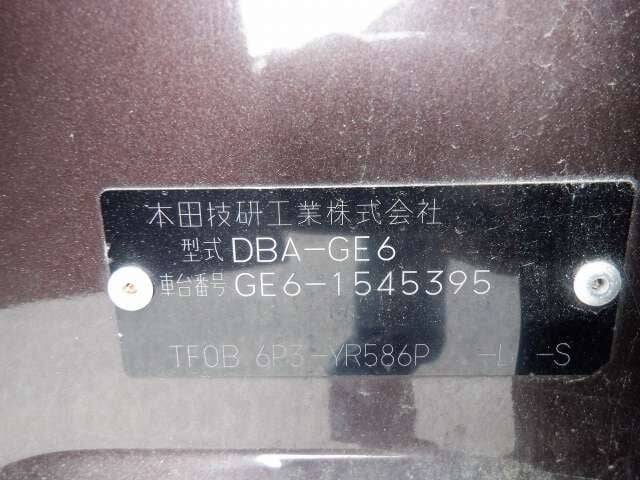 本田技研工業株式会社
型式 DBA-GE6
車台番号 GE6-1545395
TF0B 6P3-YR586P -L -S